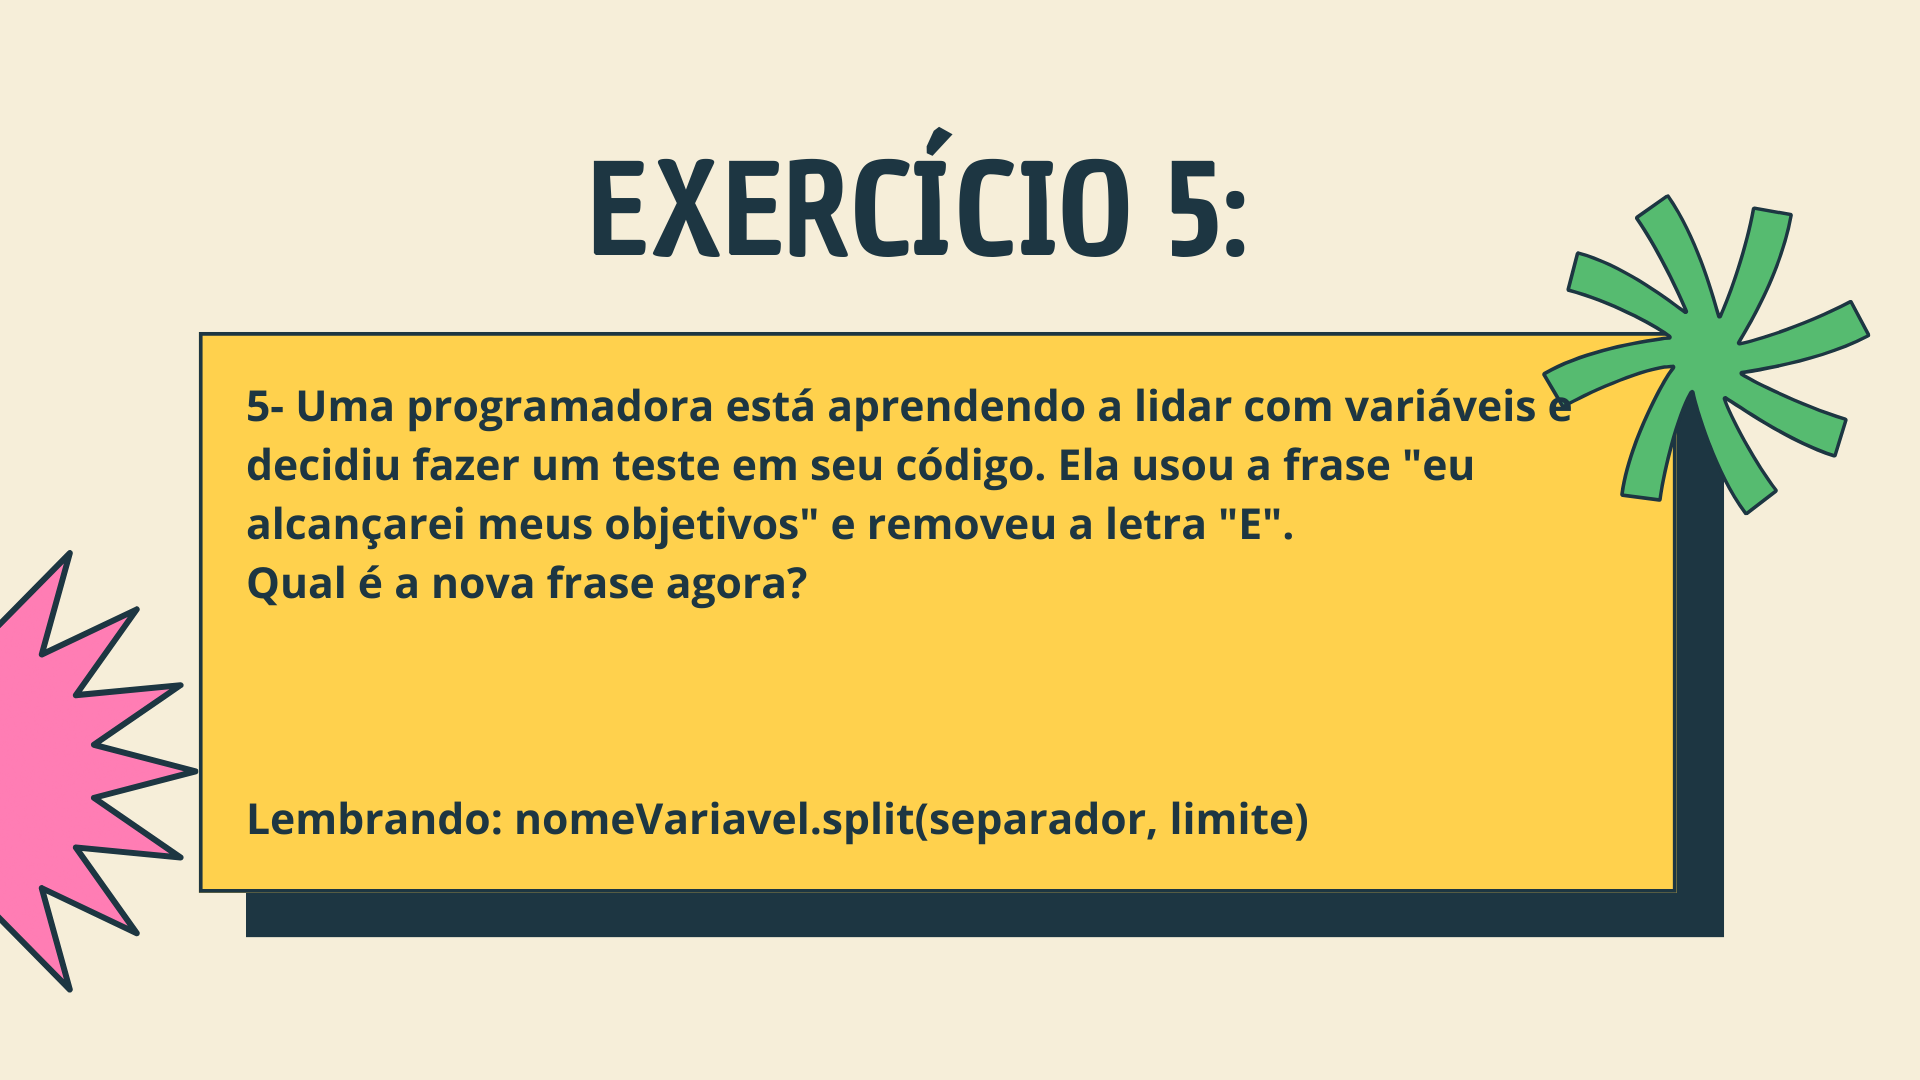 EXERCÍCIO 5:
5- Uma programadora está aprendendo a lidar com variáveis e
decidiu fazer um teste em seu código. Ela usou a frase "eu
alcançarei meus objetivos" e removeu a letra "E".
Qual é a nova frase agora?
Lembrando: nomeVariavel.split(separador, limite)